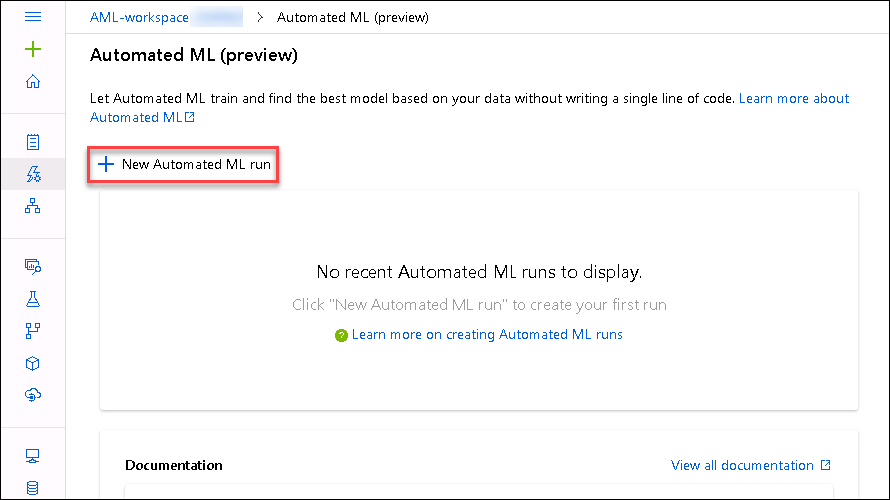 AML-workspace > Automated ML (preview)
Automated ML (preview)
Let Automated ML train and find the best model based on your data without writing a single line of code. Learn more about
Automated ML
New Automated ML run
No recent Automated ML runs to display.
Click "New Automated ML run" to create your first run
Learn more on creating Automated ML runs
Documentation View all documentation